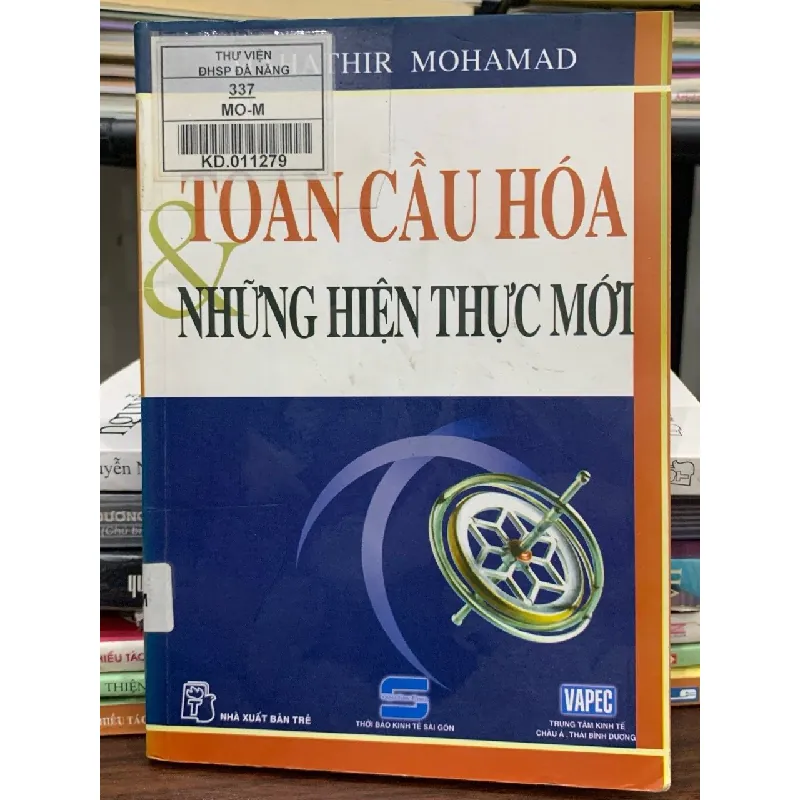 THƯ VIỆN
ĐHSP ĐÀ NẴNG
337
MO-M
KD.011279
HATHIR MOHAMAD
TOÀN CẦU HÓA
&
NHỮNG HIỆN THỰC MỚI
NHÀ XUẤT BẢN TRẺ
S
THỜI BÁO KINH TẾ SÀI GÒN
VAPEC
TRUNG TÂM KINH TẾ
CHÂU Á - THÁI BÌNH DƯƠNG